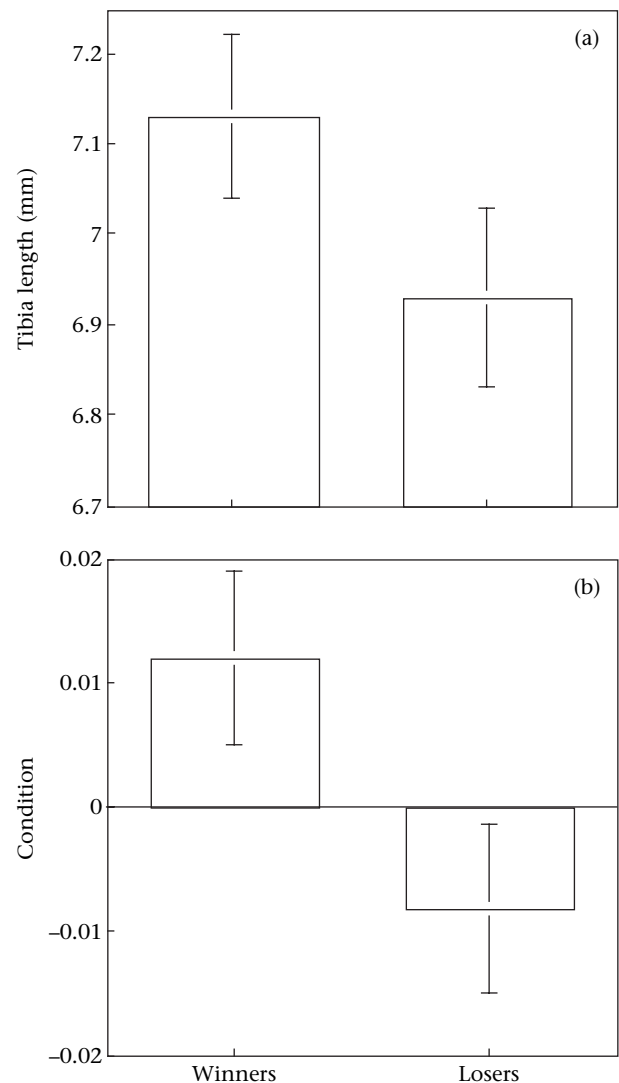 (a)
7.2
7.1
7
6.9
6.8
6.7
Tibia length (mm)
(b)
0.02
0.01
0
–0.01
–0.02
Condition
Winners Losers